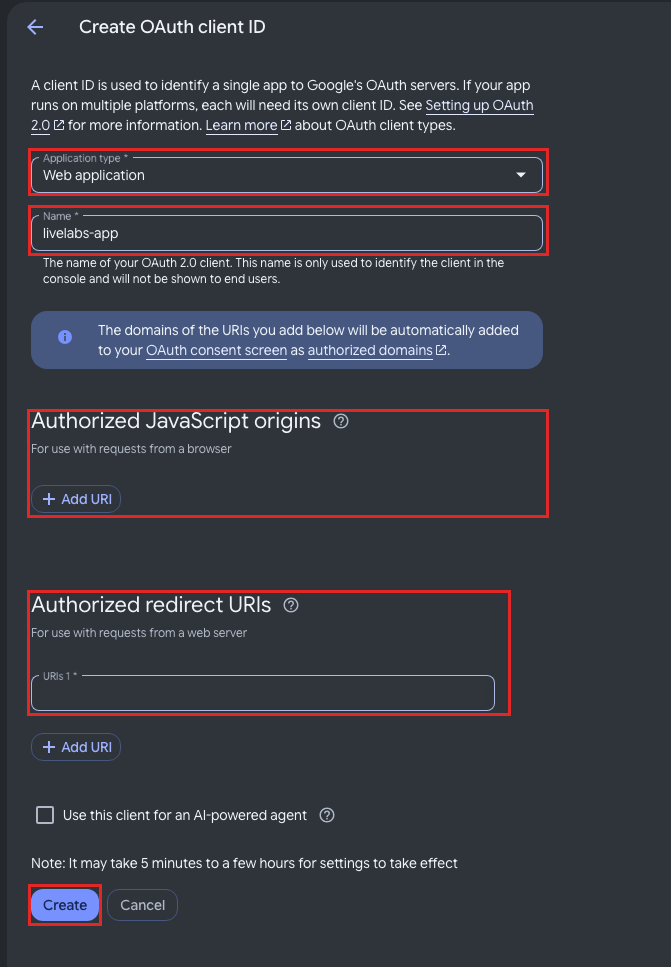 Create OAuth client ID
A client ID is used to identify a single app to Google's OAuth servers. If your app
runs on multiple platforms, each will need its own client ID. See Setting up OAuth
2.0 for more information. Learn more about OAuth client types.
Application type *
Web application
Name *
livelabs-app
The name of your OAuth 2.0 client. This name is only used to identify the client in the
console and will not be shown to end users.
The domains of the URIs you add below will be automatically added
to your OAuth consent screen as authorized domains.
Authorized JavaScript origins
For use with requests from a browser
+ Add URI
Authorized redirect URIs
For use with requests from a web server
URIs 1 *
+ Add URI
Use this client for an AI-powered agent
Note: It may take 5 minutes to a few hours for settings to take effect
Create Cancel